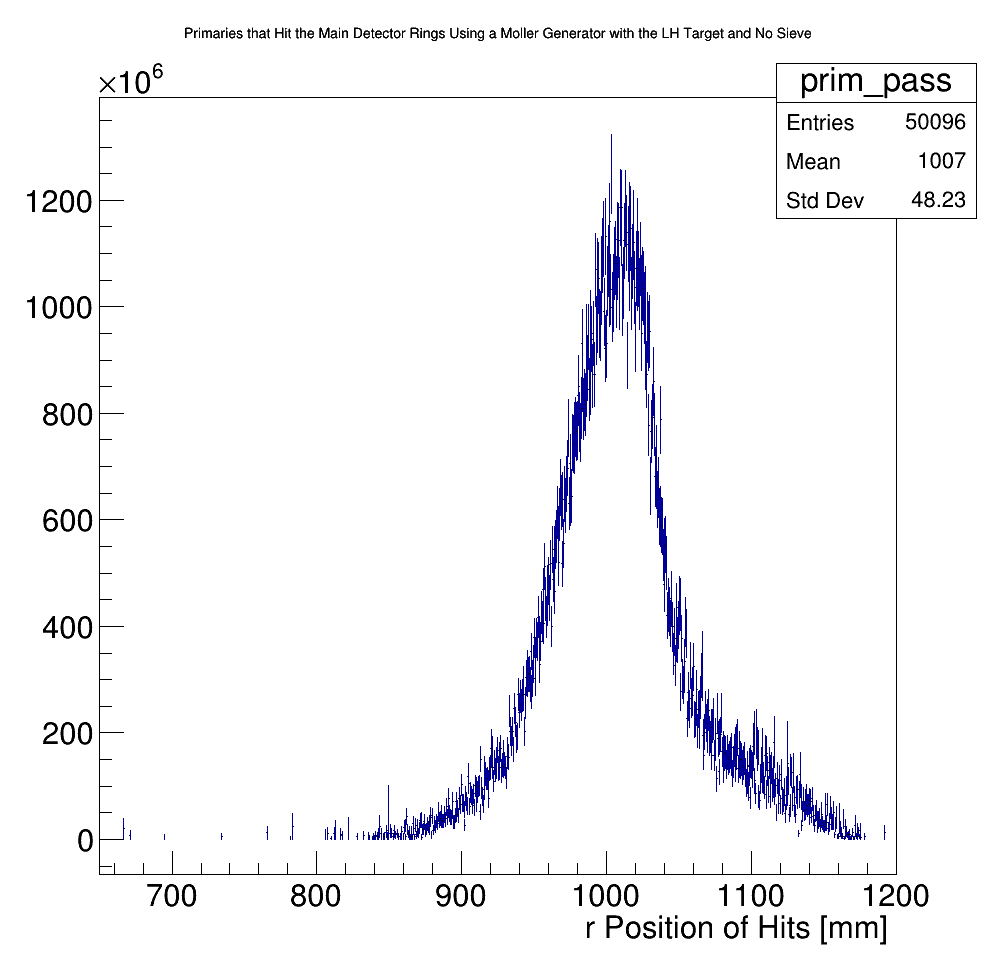 Primaries that Hit the Main Detector Rings Using a Moller Generator with the LH Target and No Sieve
×10⁶
prim_pass
Entries 50096
Mean 1007
Std Dev 48.23
1200
1000
800
600
400
200
0
700 800 900 1000 1100 1200
r Position of Hits [mm]